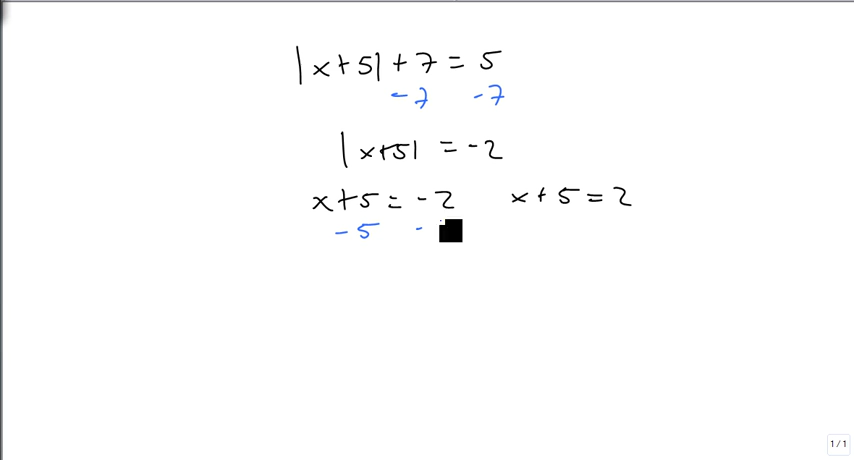 |x+5| + 7 = 5
-7 -7
|x+5| = -2
x+5 = -2 x+5 = 2
-5 -
1 / 1